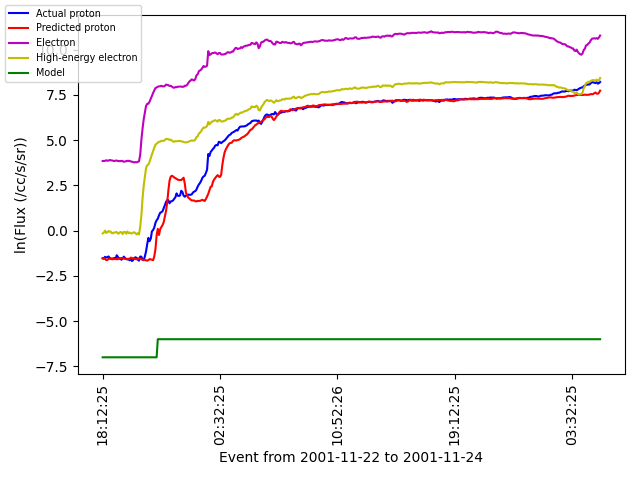 Actual proton
Predicted proton
Electron
High-energy electron
Model
10.0
7.5
5.0
2.5
0.0
−2.5
−5.0
−7.5
ln(Flux (/cc/s/sr))
18:12:25
02:32:25
10:52:26
19:12:25
03:32:25
Event from 2001-11-22 to 2001-11-24